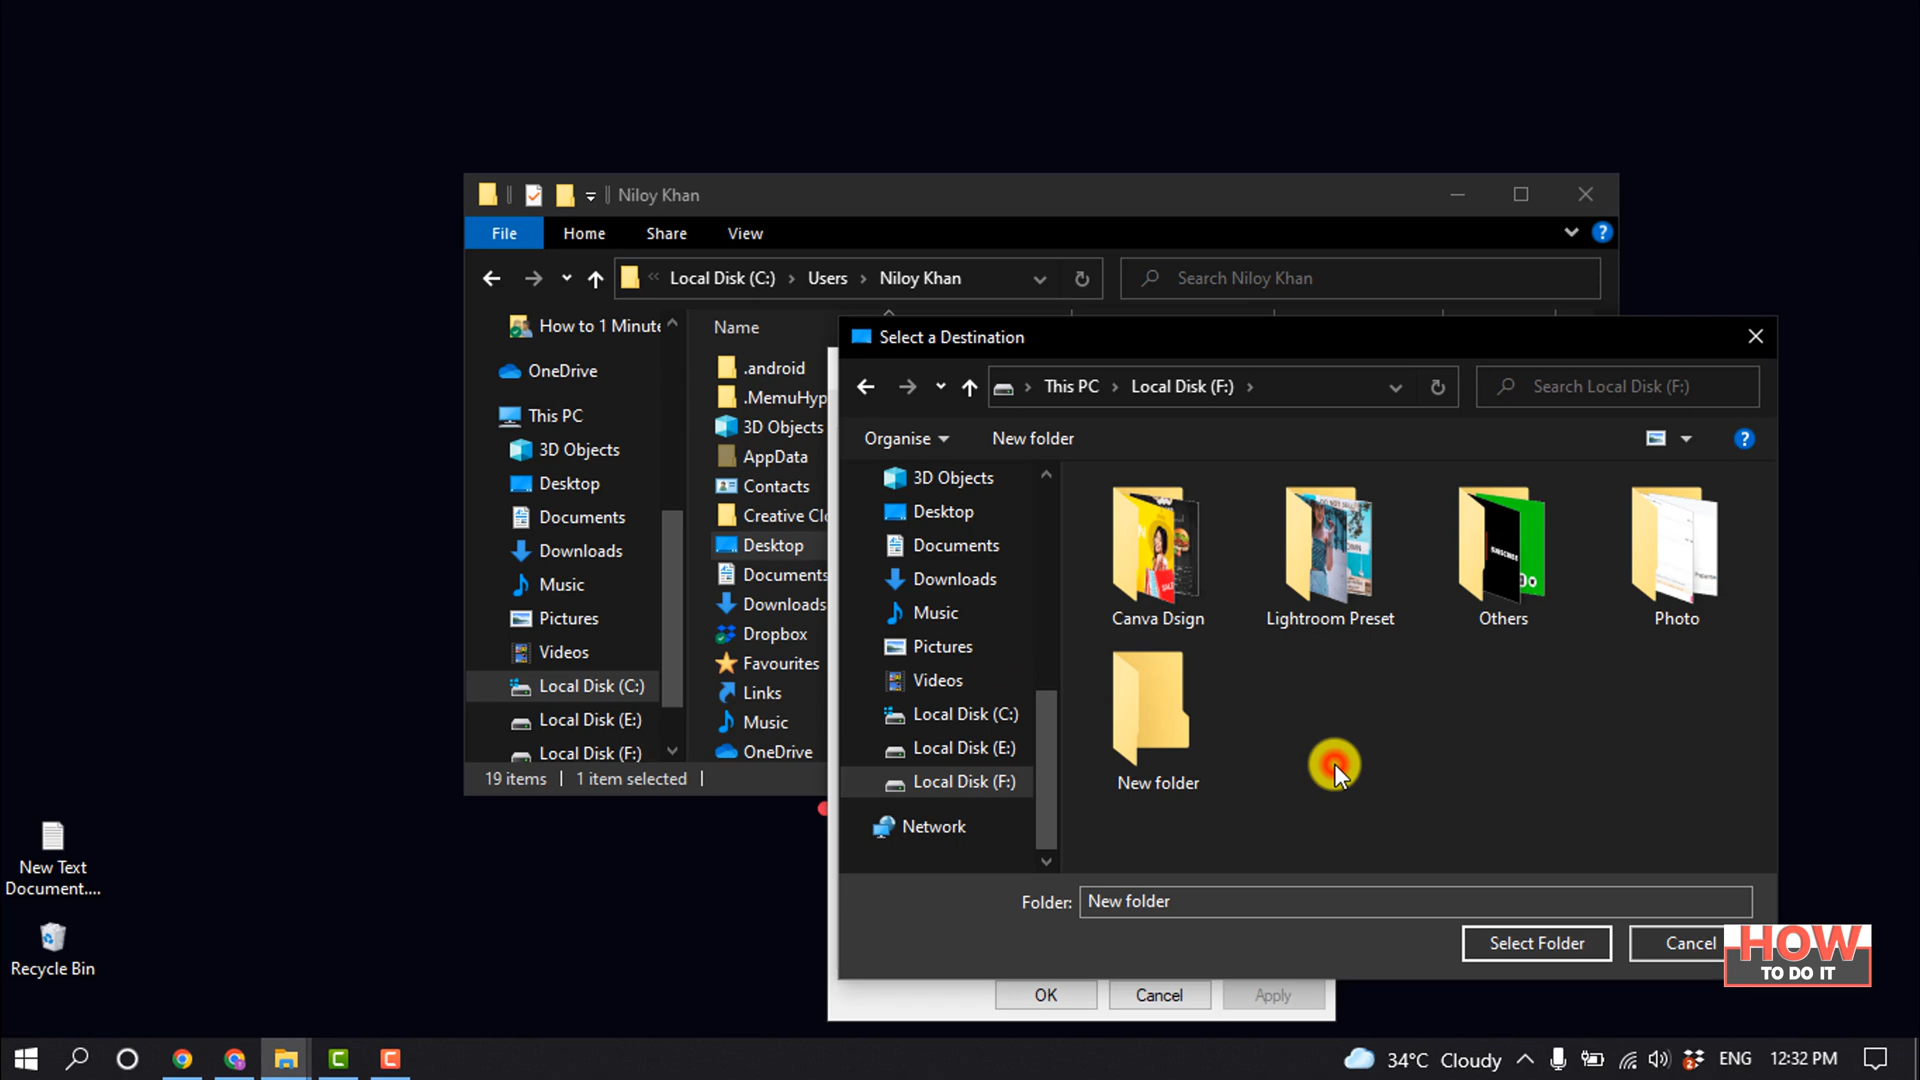 Niloy Khan
File Home Share View
Local Disk (C:) Users Niloy Khan
Search Niloy Khan
How to 1 Minute
OneDrive
This PC
3D Objects
Desktop
Documents
Downloads
Music
Pictures
Videos
Local Disk (C:)
Local Disk (E:)
Local Disk (F:)
Name
.android
.MemuHyp
3D Objects
AppData
Contacts
Creative Clo
Desktop
Documents
Downloads
Dropbox
Favourites
Links
Music
OneDrive
19 items 1 item selected
Select a Destination
This PC Local Disk (F:)
Search Local Disk (F:)
Organise New folder
3D Objects
Desktop
Documents
Downloads
Music
Pictures
Videos
Local Disk (C:)
Local Disk (E:)
Local Disk (F:)
Network
SUBSCRIBE
Canva Dsign
Lightroom Preset
Others
Photo
New folder
Folder: New folder
Select Folder Cancel
OK Cancel Apply
HOW
TO DO IT
New Text
Document....
Recycle Bin
34°C Cloudy ENG 12:32 PM